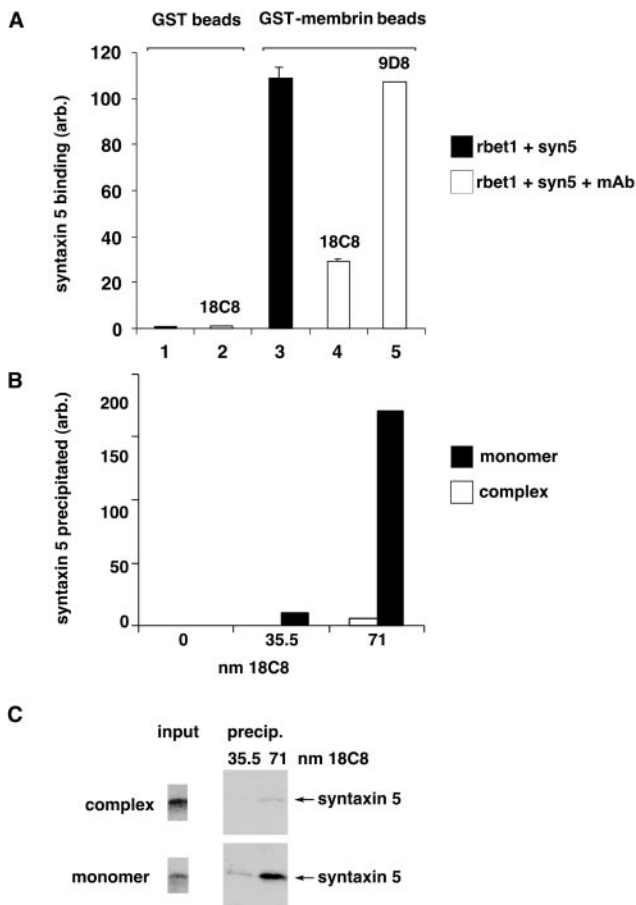 A
GST beads GST-membrin beads
syntaxin 5 binding (arb.)
120
100
80
60
40
20
0
18C8
18C8
9D8
1 2 3 4 5
rbet1 + syn5
rbet1 + syn5 + mAb
B
syntaxin 5 precipitated (arb.)
200
150
100
50
0
0 35.5 71
nm 18C8
monomer
complex
C
input precip.
35.5 71 nm 18C8
complex syntaxin 5
monomer syntaxin 5